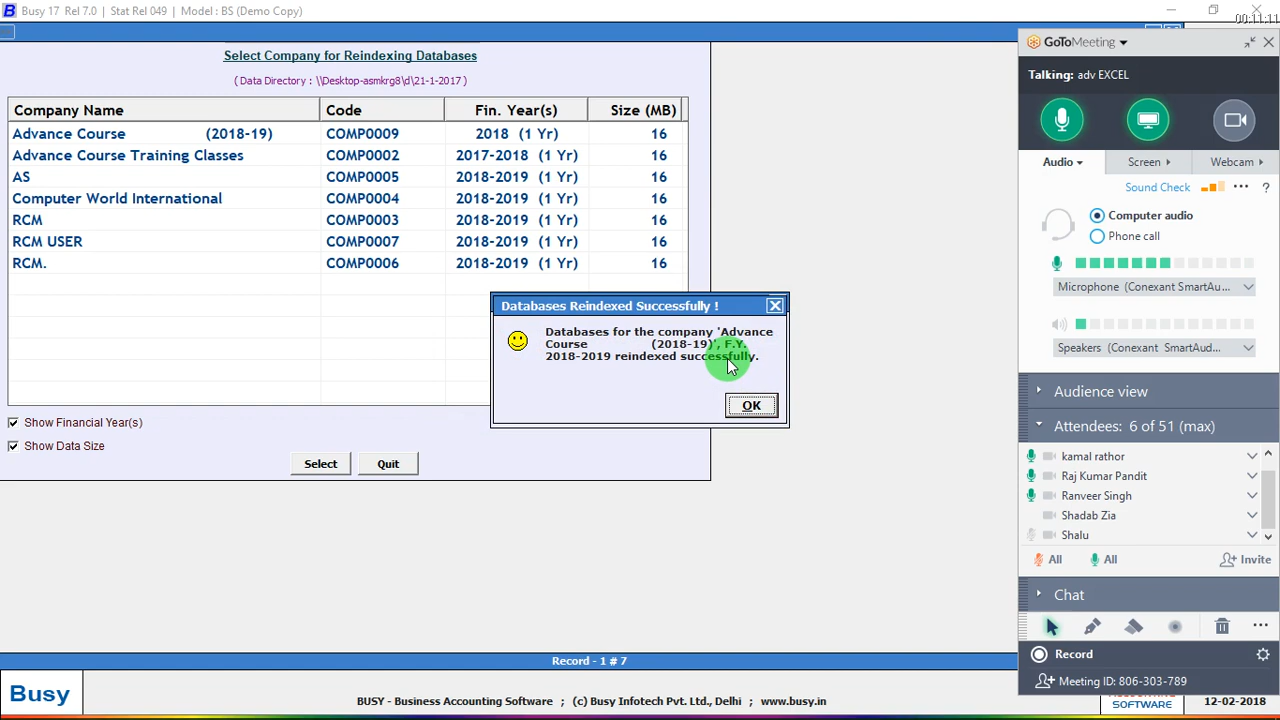 Busy 17 Rel 7.0 | Stat Rel 049 | Model : BS (Demo Copy)
00:11:11
Select Company for Reindexing Databases
( Data Directory : \\Desktop-asmkrg8\d\21-1-2017 )
Company Name Code Fin. Year(s) Size (MB)
Advance Course (2018-19) COMP0009 2018 (1 Yr) 16
Advance Course Training Classes COMP0002 2017-2018 (1 Yr) 16
AS COMP0005 2018-2019 (1 Yr) 16
Computer World International COMP0004 2018-2019 (1 Yr) 16
RCM COMP0003 2018-2019 (1 Yr) 16
RCM USER COMP0007 2018-2019 (1 Yr) 16
RCM. COMP0006 2018-2019 (1 Yr) 16
Databases Reindexed Successfully !
Databases for the company 'Advance
Course (2018-19)', F.Y.
2018-2019 reindexed successfully.
OK
Show Financial Year(s)
Show Data Size
Select Quit
GoToMeeting
Talking: adv EXCEL
Audio Screen Webcam
Sound Check ?
Computer audio
Phone call
Microphone (Conexant SmartAu...
Speakers (Conexant SmartAud...
Audience view
Attendees: 6 of 51 (max)
kamal rathor
Raj Kumar Pandit
Ranveer Singh
Shadab Zia
Shalu
All All Invite
Chat
Record
Meeting ID: 806-303-789
Record - 1 # 7
Busy
BUSY - Business Accounting Software ; (c) Busy Infotech Pvt. Ltd., Delhi ; www.busy.in
SOFTWARE
12-02-2018